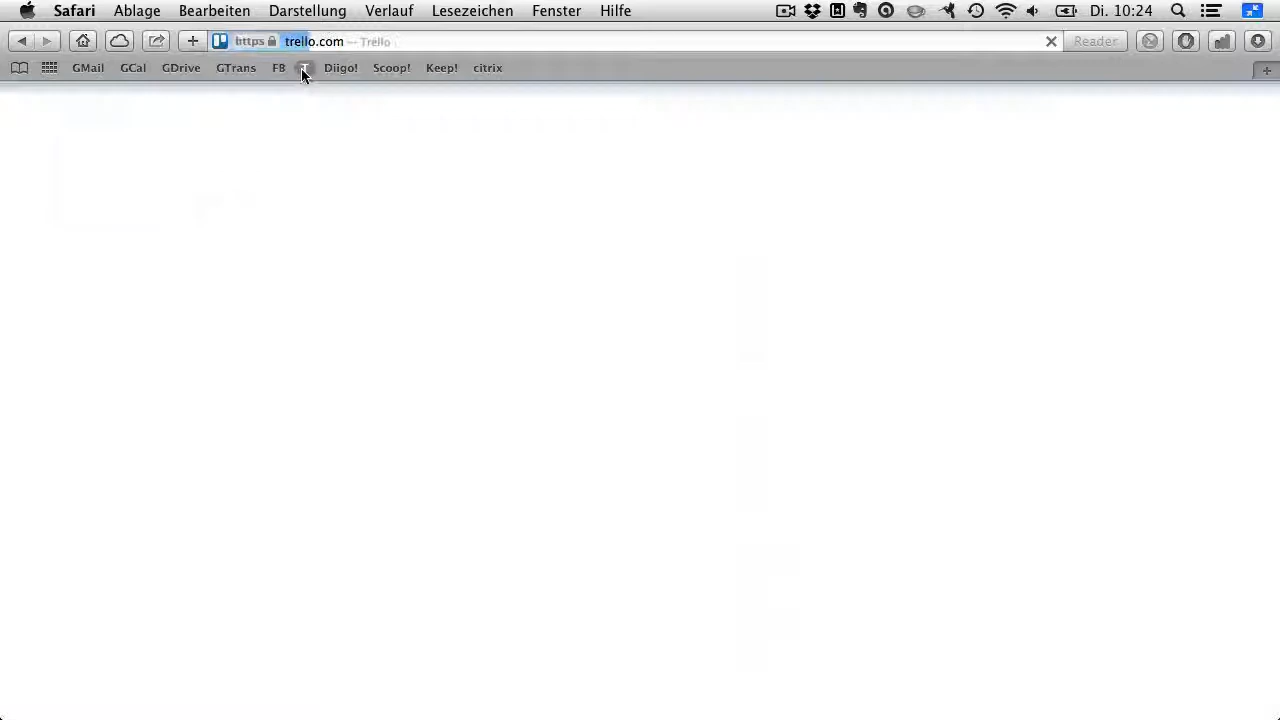 Safari Ablage Bearbeiten Darstellung Verlauf Lesezeichen Fenster Hilfe Di. 10:24
https trello.com — Trello Reader
GMail GCal GDrive GTrans FB T Diigo! Scoop! Keep! citrix